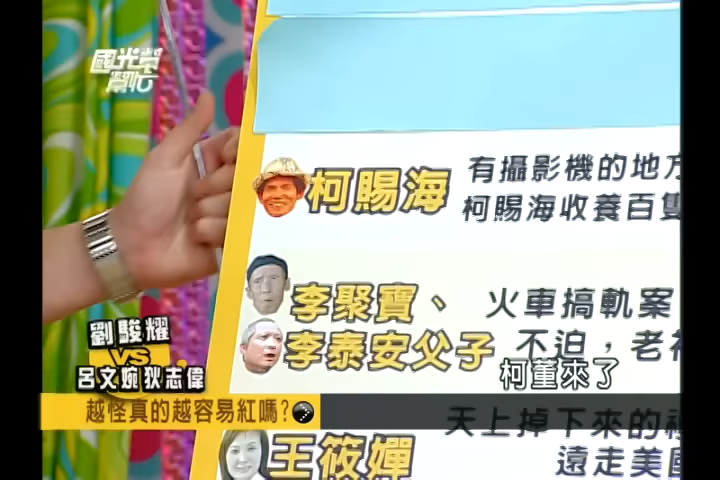 國光幫
幫忙
柯賜海
有攝影機的地方
柯賜海收養百隻
李聚寶、
火車搞軌案
李泰安父子
不迫，老神
劉駿耀
VS
呂文婉狄志偉
柯董來了
越怪真的越容易紅嗎?
天上掉下來的
王筱嬋
遠走美國